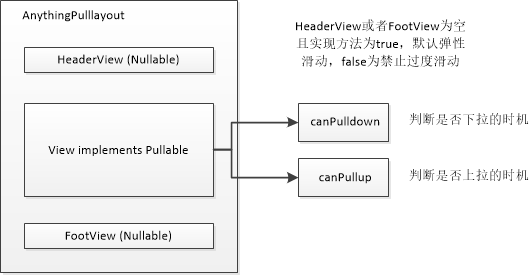 AnythingPulllayout
HeaderView (Nullable)
View implements Pullable
FootView (Nullable)
HeaderView或者FootView为空
且实现方法为true，默认弹性
滑动，false为禁止过度滑动
canPulldown
判断是否下拉的时机
canPullup
判断是否上拉的时机